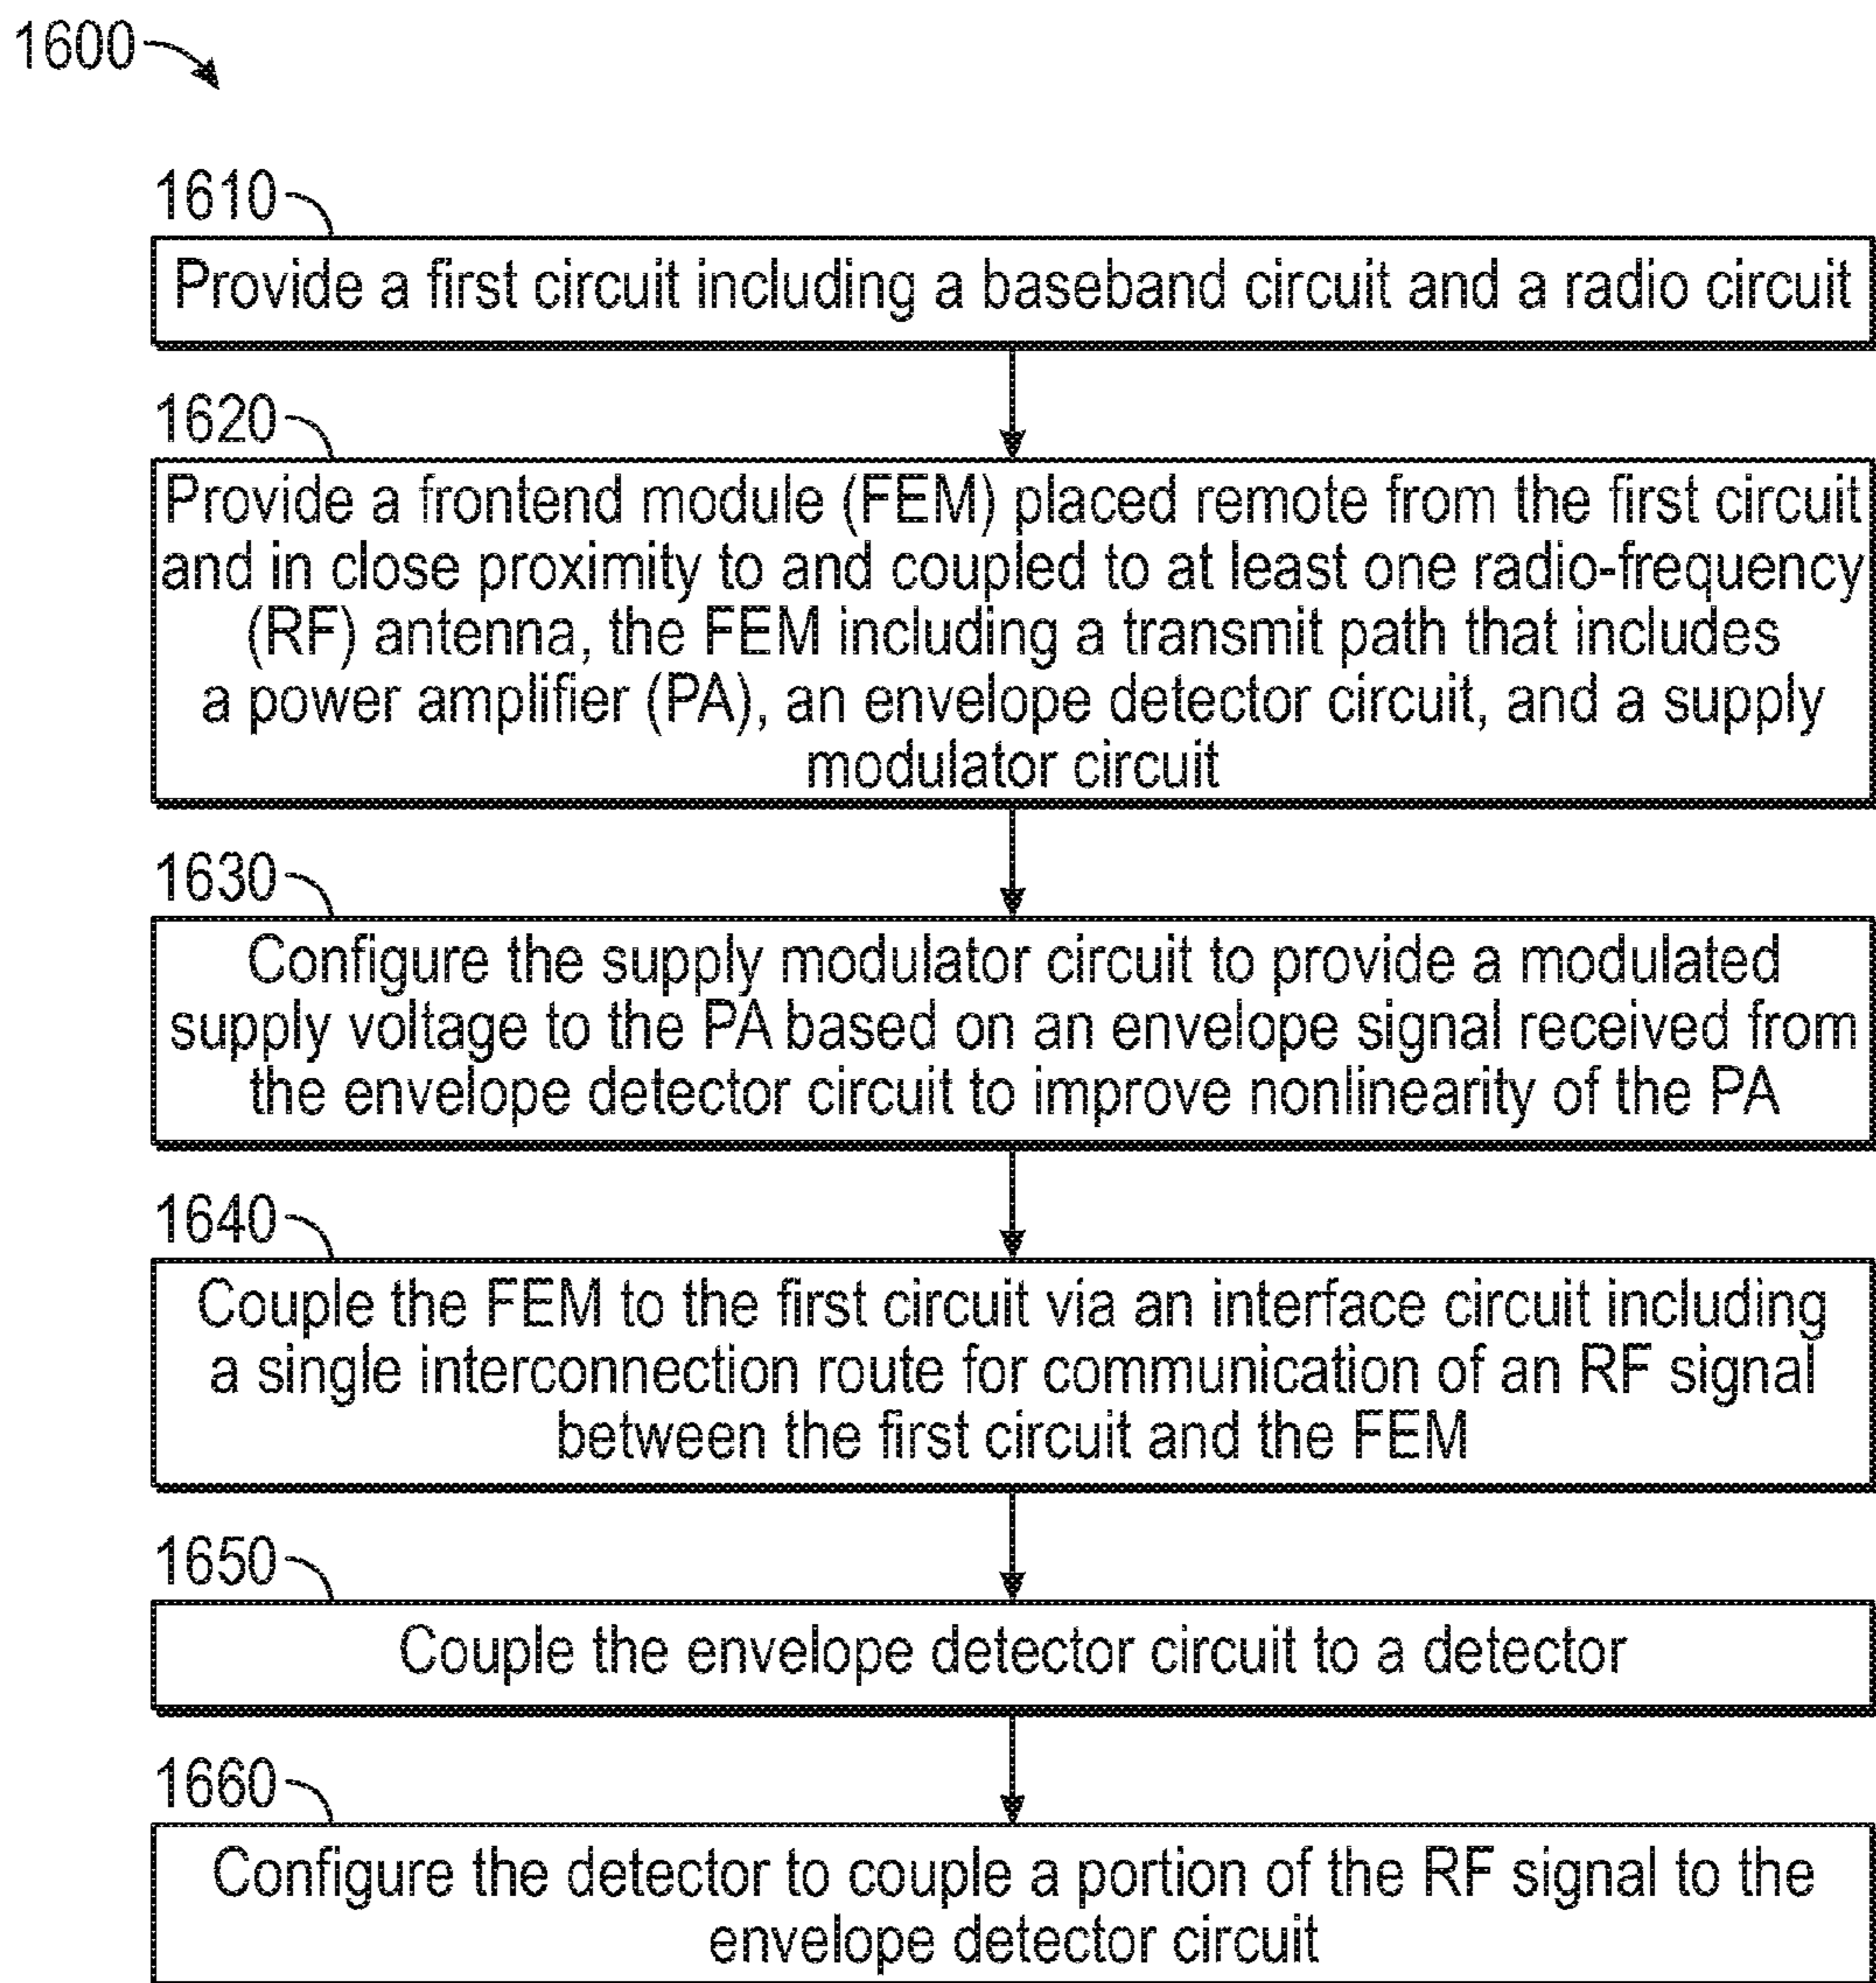 1600
1610
Provide a first circuit including a baseband circuit and a radio circuit
1620
Provide a frontend module (FEM) placed remote from the first circuit
and in close proximity to and coupled to at least one radio-frequency
(RF) antenna, the FEM including a transmit path that includes
a power amplifier (PA), an envelope detector circuit, and a supply
modulator circuit
1630
Configure the supply modulator circuit to provide a modulated
supply voltage to the PA based on an envelope signal received from
the envelope detector circuit to improve nonlinearity of the PA
1640
Couple the FEM to the first circuit via an interface circuit including
a single interconnection route for communication of an RF signal
between the first circuit and the FEM
1650
Couple the envelope detector circuit to a detector
1660
Configure the detector to couple a portion of the RF signal to the
envelope detector circuit